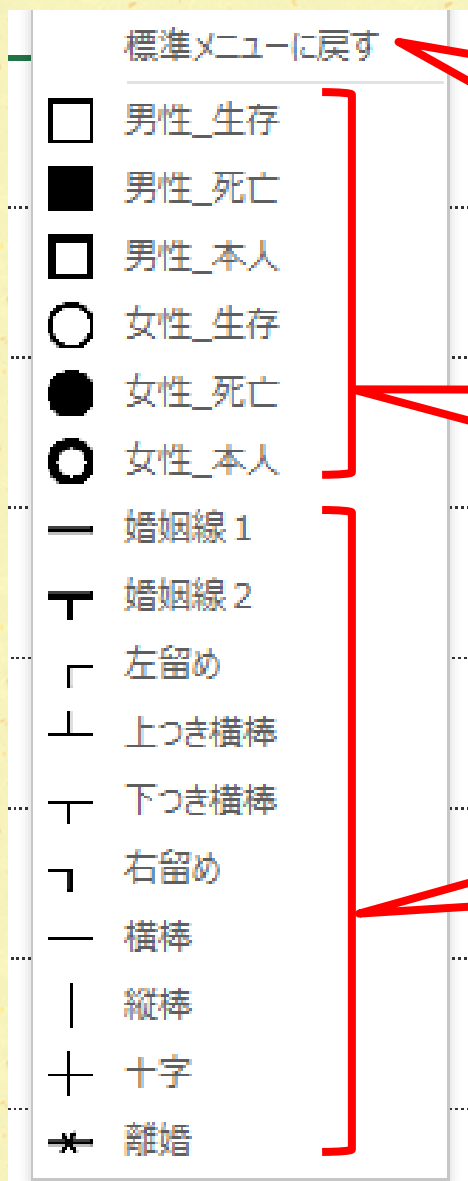 標準メニューに戻す
男性_生存
男性_死亡
男性_本人
女性_生存
女性_死亡
女性_本人
婚姻線１
婚姻線２
左留め
上つき横棒
下つき横棒
右留め
横棒
縦棒
十字
離婚